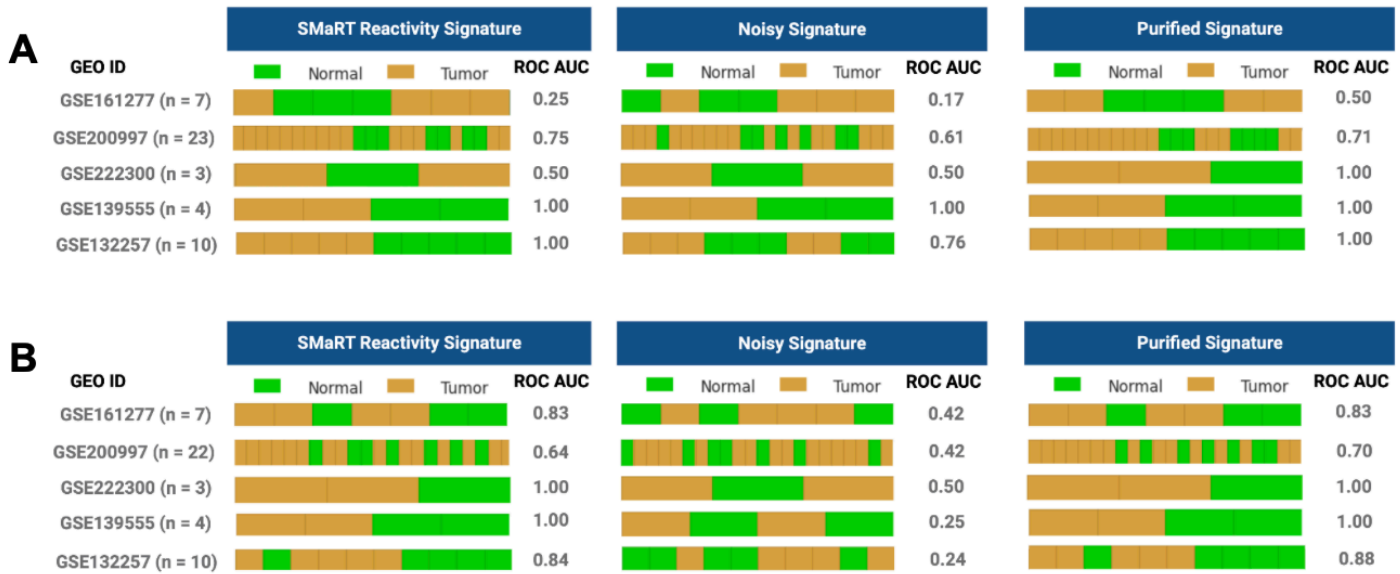 A
SMaRT Reactivity Signature Noisy Signature Purified Signature
GEO ID Normal Tumor ROC AUC Normal Tumor ROC AUC Normal Tumor ROC AUC
GSE161277 (n = 7) 0.25 0.17 0.50
GSE200997 (n = 23) 0.75 0.61 0.71
GSE222300 (n = 3) 0.50 0.50 1.00
GSE139555 (n = 4) 1.00 1.00 1.00
GSE132257 (n = 10) 1.00 0.76 1.00
B
SMaRT Reactivity Signature Noisy Signature Purified Signature
GEO ID Normal Tumor ROC AUC Normal Tumor ROC AUC Normal Tumor ROC AUC
GSE161277 (n = 7) 0.83 0.42 0.83
GSE200997 (n = 22) 0.64 0.42 0.70
GSE222300 (n = 3) 1.00 0.50 1.00
GSE139555 (n = 4) 1.00 0.25 1.00
GSE132257 (n = 10) 0.84 0.24 0.88